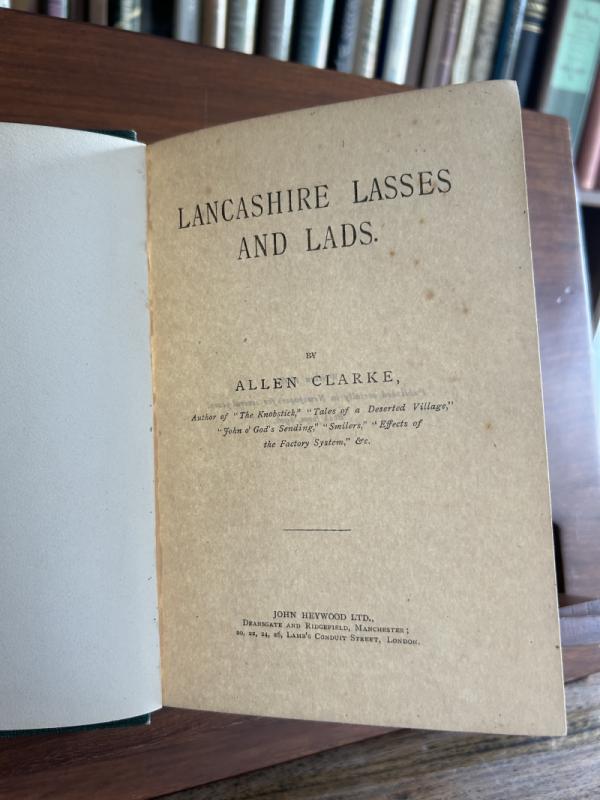 LANCASHIRE LASSES
AND LADS.
BY
ALLEN CLARKE,
Author of "The Knobstick," "Tales of a Deserted Village,"
"John o' God's Sending," "Smilers," "Effects of
the Factory System," &c.
JOHN HEYWOOD LTD.,
Deansgate and Ridgefield, Manchester;
20, 22, 24, 26, Lamb's Conduit Street, London.